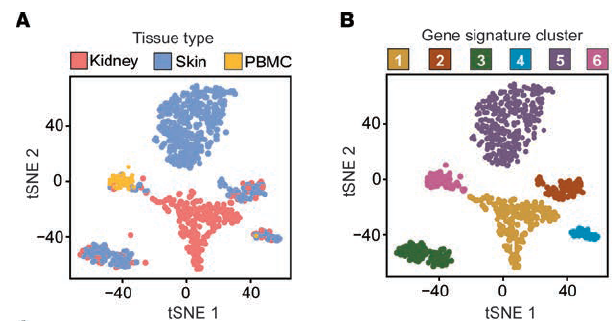 A
Tissue type
Kidney Skin PBMC
tSNE 2
40
0
−40
−40 0 40
tSNE 1
B
Gene signature cluster
1 2 3 4 5 6
tSNE 2
40
0
−40
−40 0 40
tSNE 1